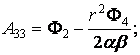 A₃₃ = Φ₂ − r²Φ₄/2αβ;